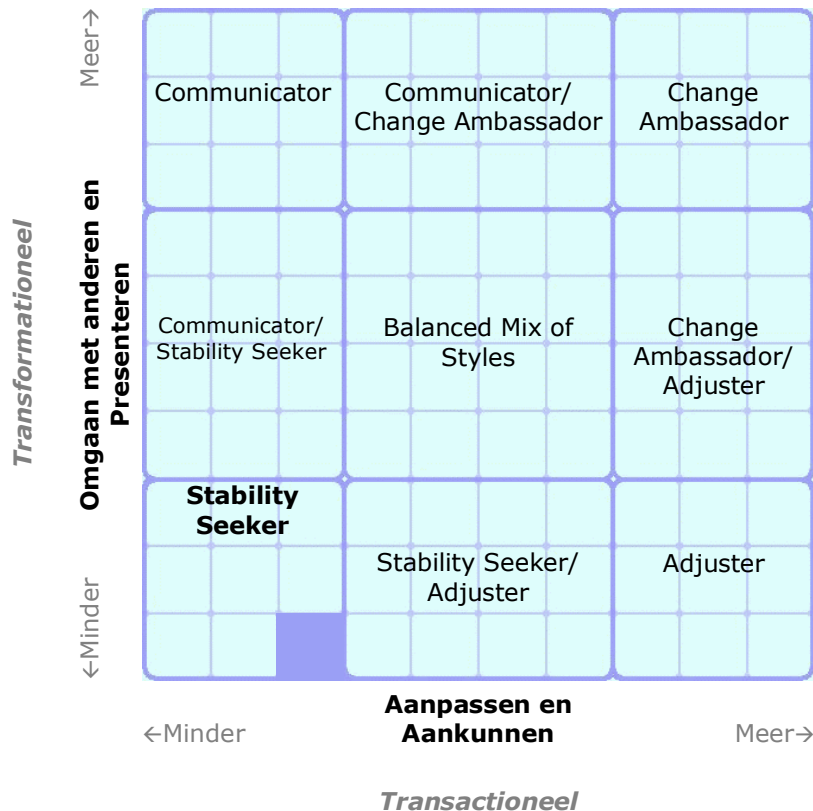 Meer→
Communicator
Communicator/
Change Ambassador
Change
Ambassador
Transformationeel
Omgaan met anderen en
Presenteren
Communicator/
Stability Seeker
Balanced Mix of
Styles
Change
Ambassador/
Adjuster
Stability
Seeker
Stability Seeker/
Adjuster
Adjuster
←Minder
←Minder
Aanpassen en
Aankunnen
Meer→
Transactioneel